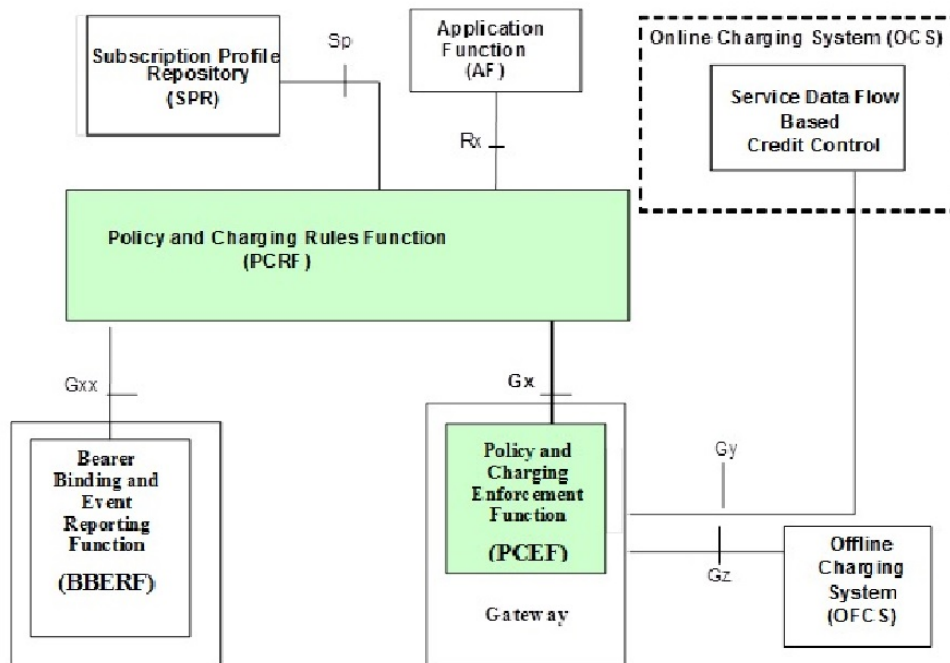 Subscription Profile
Repository
(SPR)
Sp
Application
Function
(AF)
Online Charging System (OCS)
Service Data Flow
Based
Credit Control
Rx
Policy and Charging Rules Function
(PCRF)
Gxx
Gx
Bearer
Binding and
Event
Reporting
Function
(BBERF)
Policy and
Charging
Enforcement
Function
(PCEF)
Gateway
Gy
Gz
Offline
Charging
System
(OFCS)